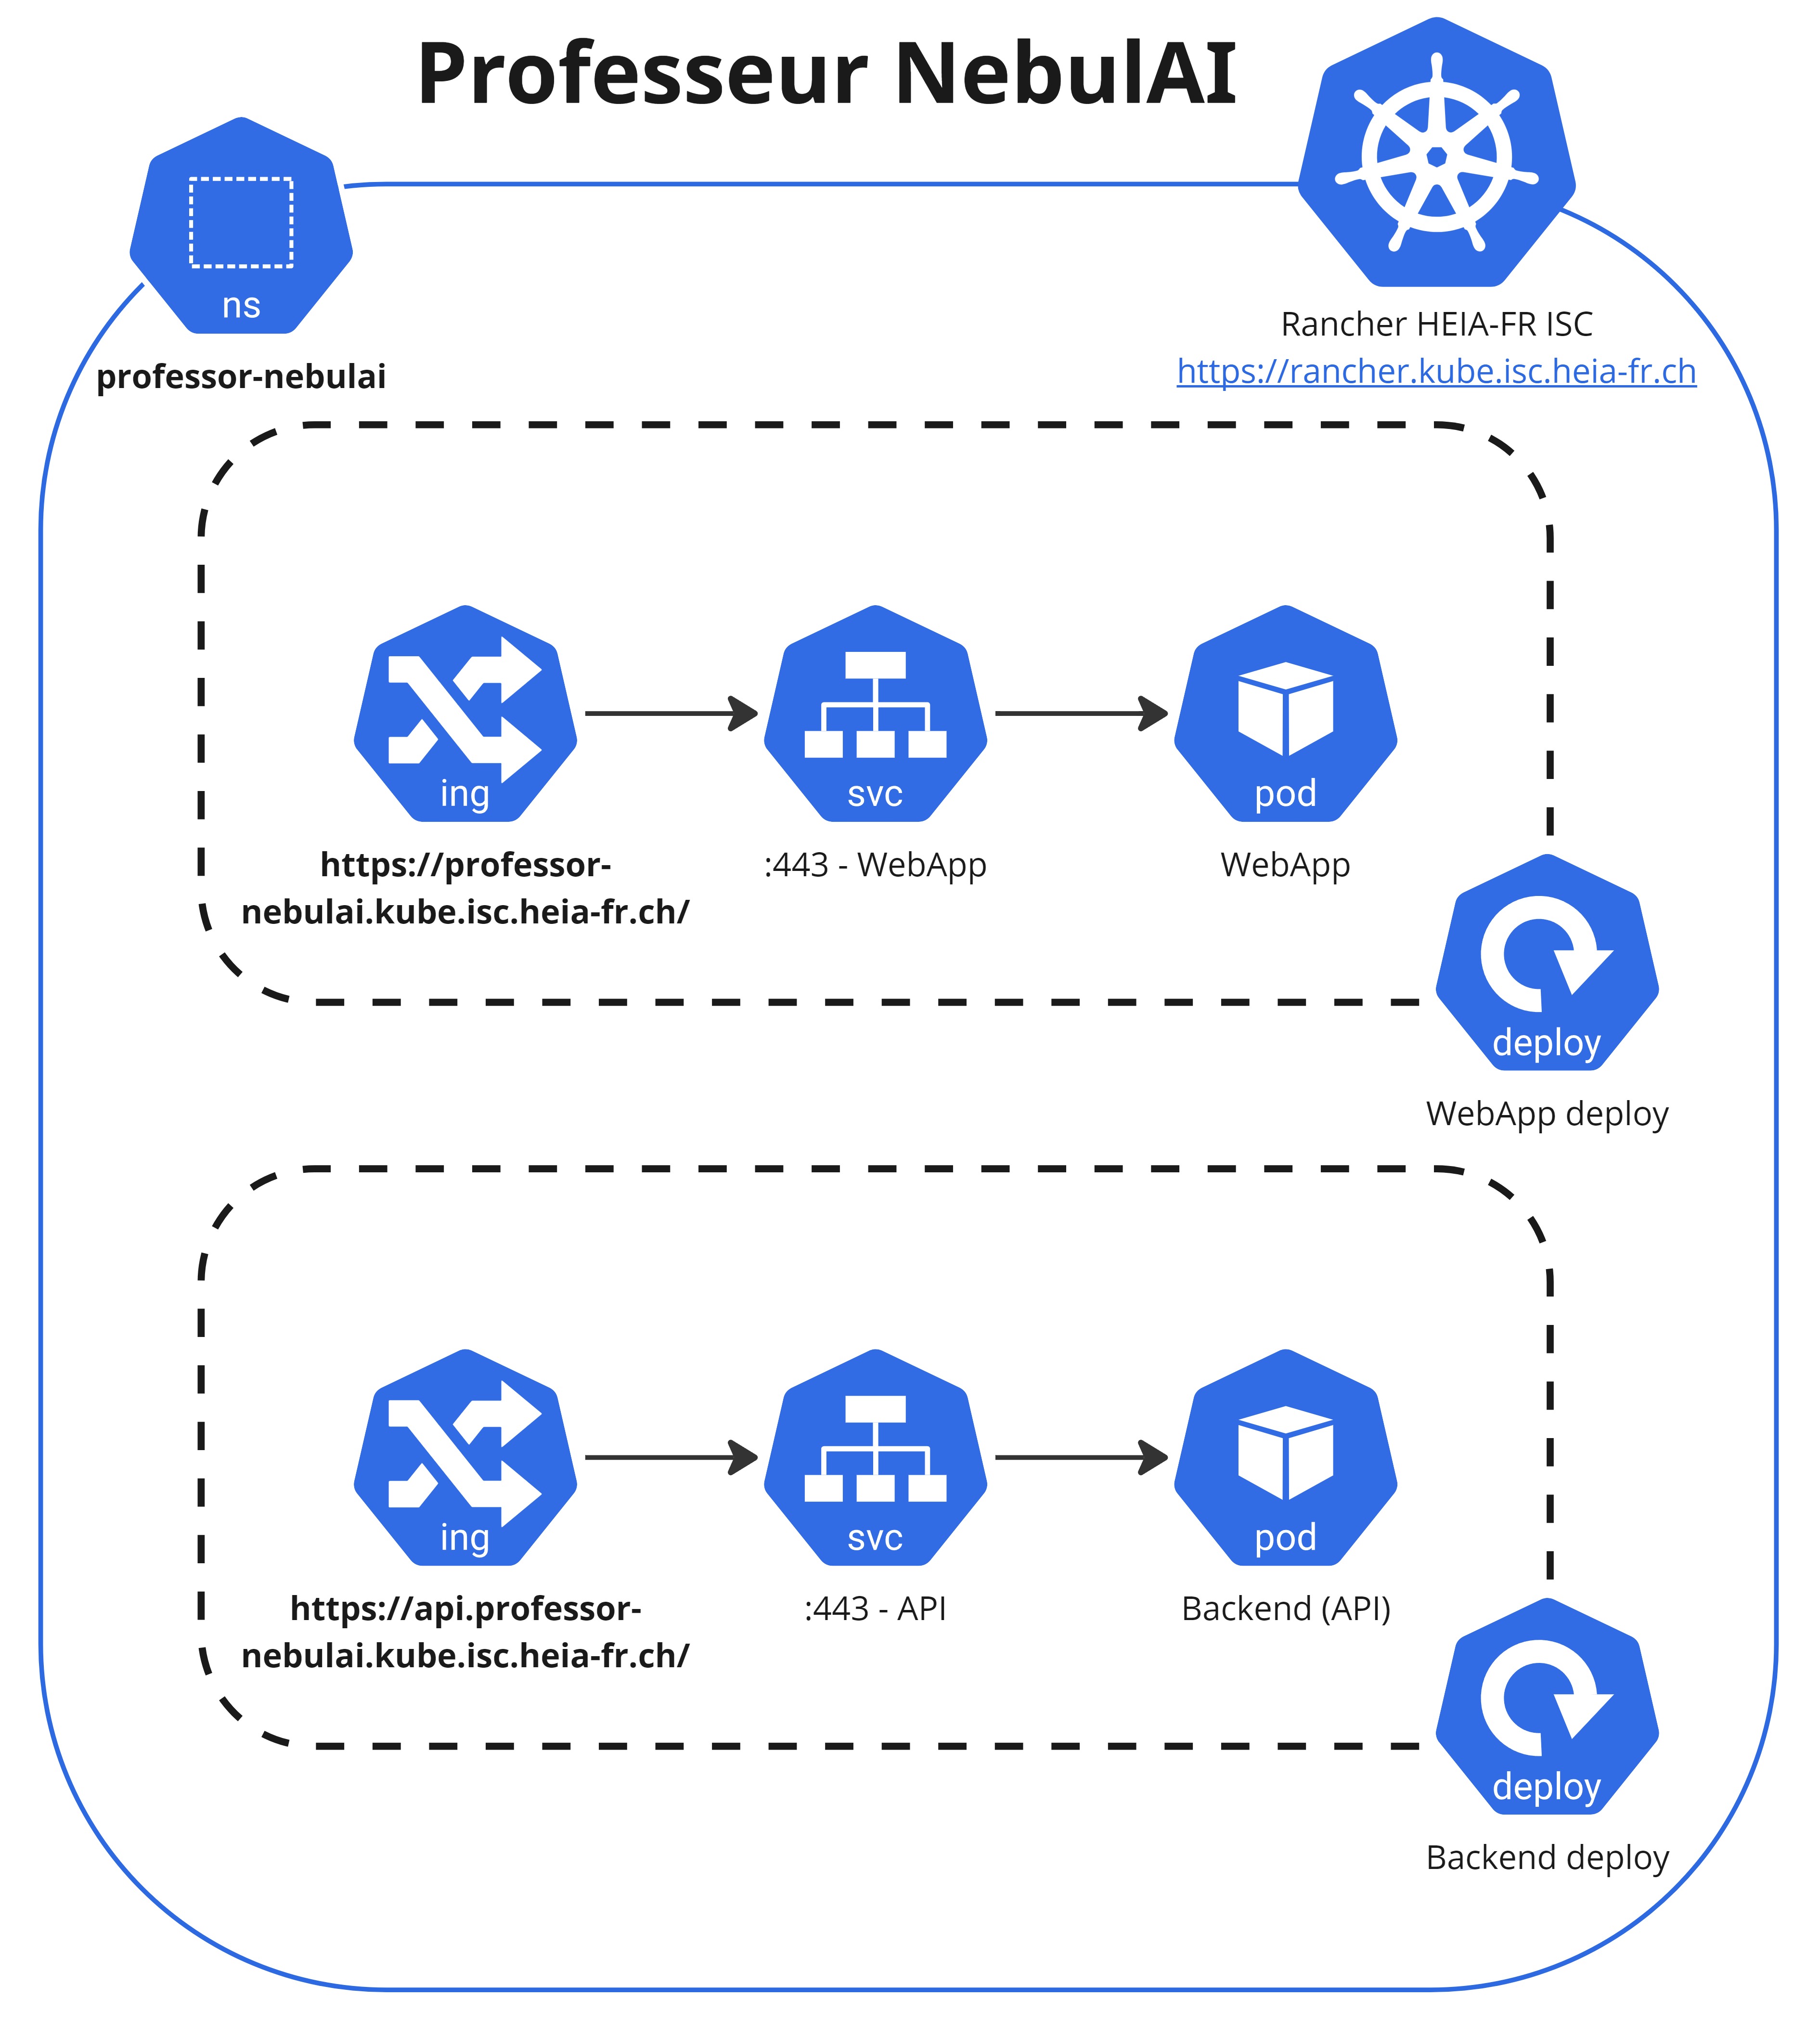 Professeur NebulAI
ns
professor-nebulai
Rancher HEIA-FR ISC
https://rancher.kube.isc.heia-fr.ch
ing
svc
pod
https://professor-
nebulai.kube.isc.heia-fr.ch/
:443 - WebApp
WebApp
deploy
WebApp deploy
ing
svc
pod
https://api.professor-
nebulai.kube.isc.heia-fr.ch/
:443 - API
Backend (API)
deploy
Backend deploy